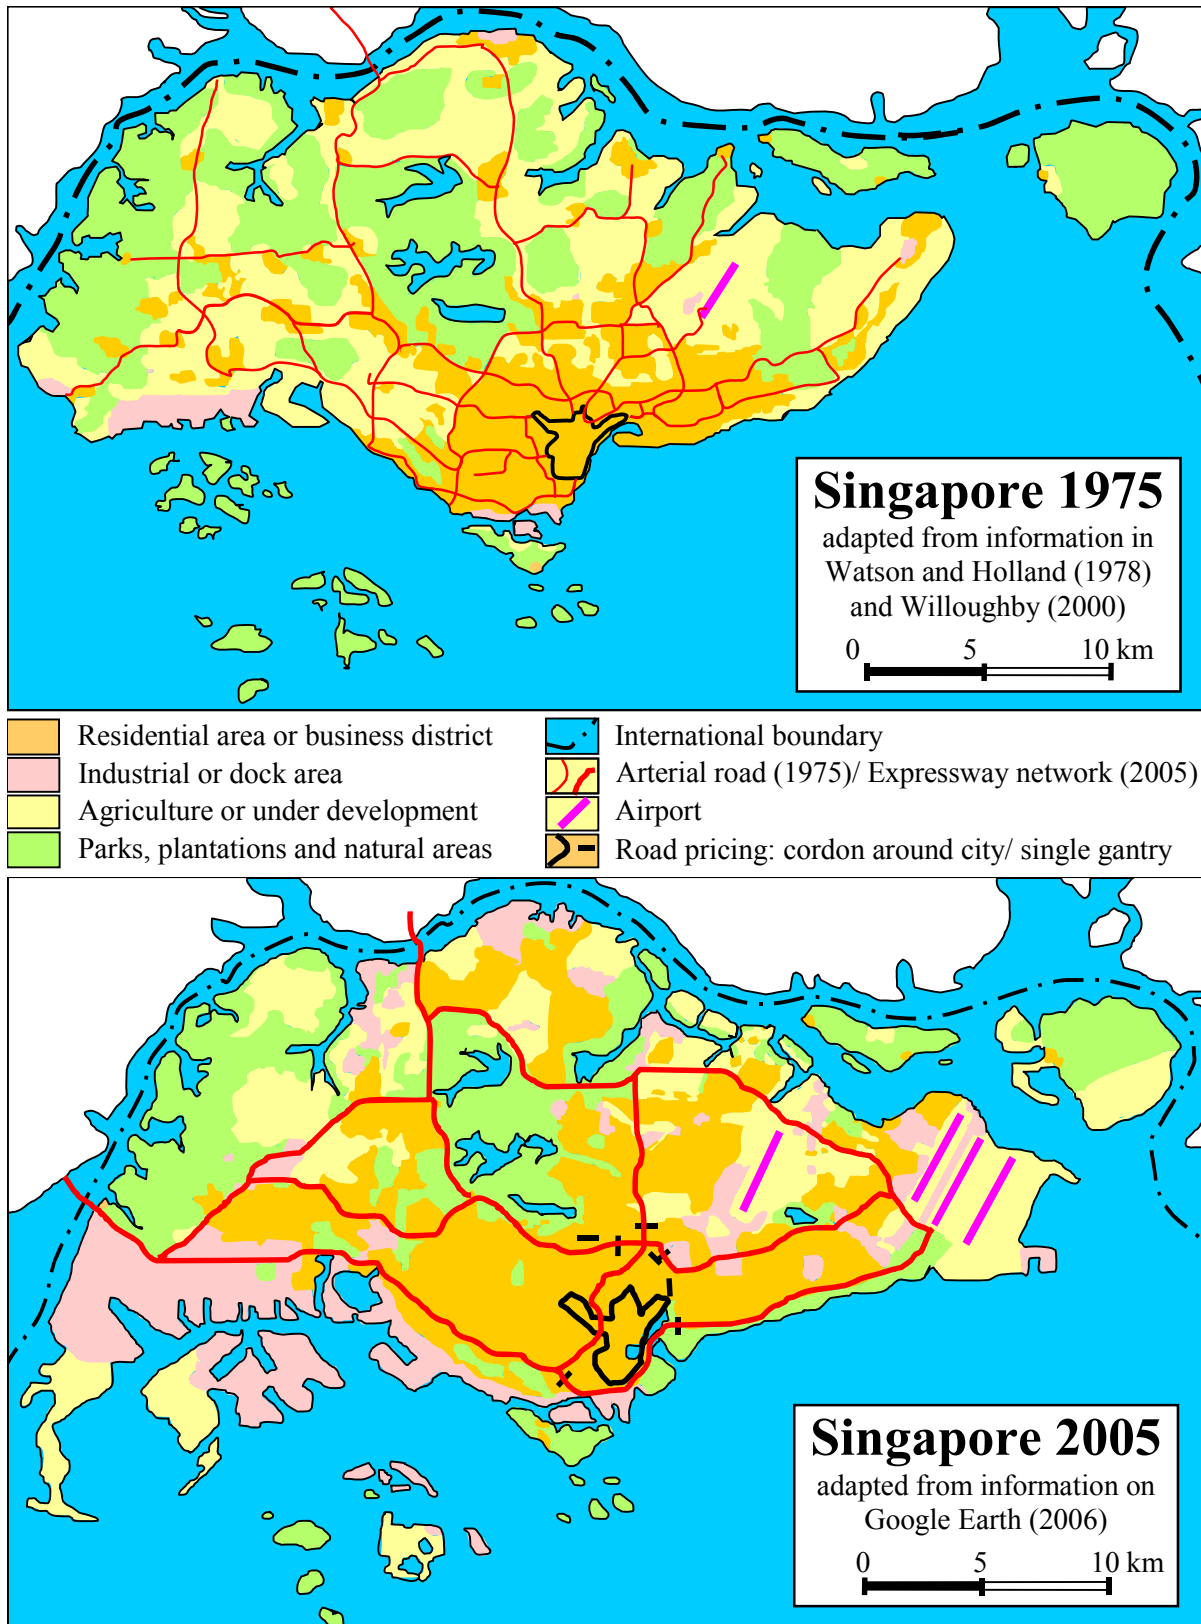 Singapore 1975
adapted from information in
Watson and Holland (1978)
and Willoughby (2000)
0 5 10 km
Residential area or business district
Industrial or dock area
Agriculture or under development
Parks, plantations and natural areas
International boundary
Arterial road (1975)/ Expressway network (2005)
Airport
Road pricing: cordon around city/ single gantry
Singapore 2005
adapted from information on
Google Earth (2006)
0 5 10 km